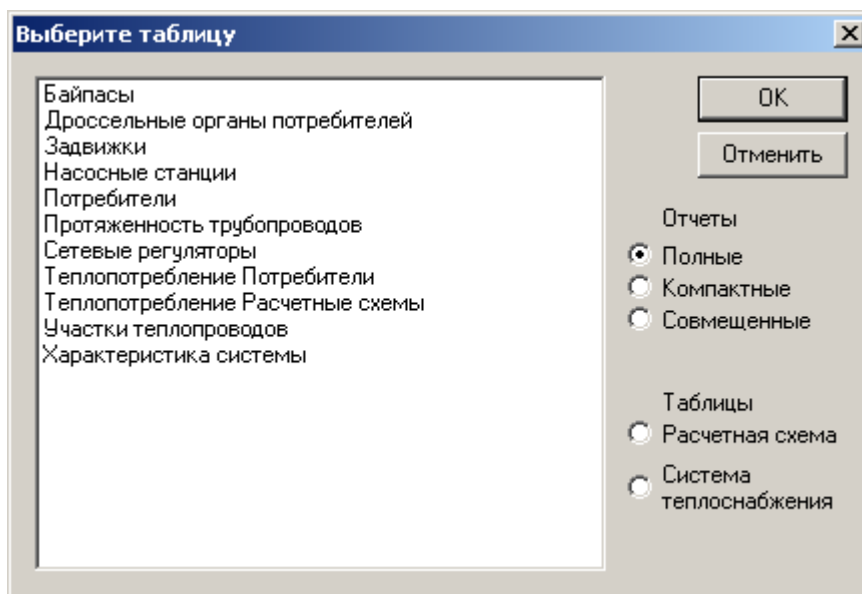 Выберите таблицу
Байпасы
Дроссельные органы потребителей
Задвижки
Насосные станции
Потребители
Протяженность трубопроводов
Сетевые регуляторы
Теплопотребление Потребители
Теплопотребление Расчетные схемы
Участки теплопроводов
Характеристика системы
OK
Отменить
Отчеты
Полные
Компактные
Совмещенные
Таблицы
Расчетная схема
Система
теплоснабжения